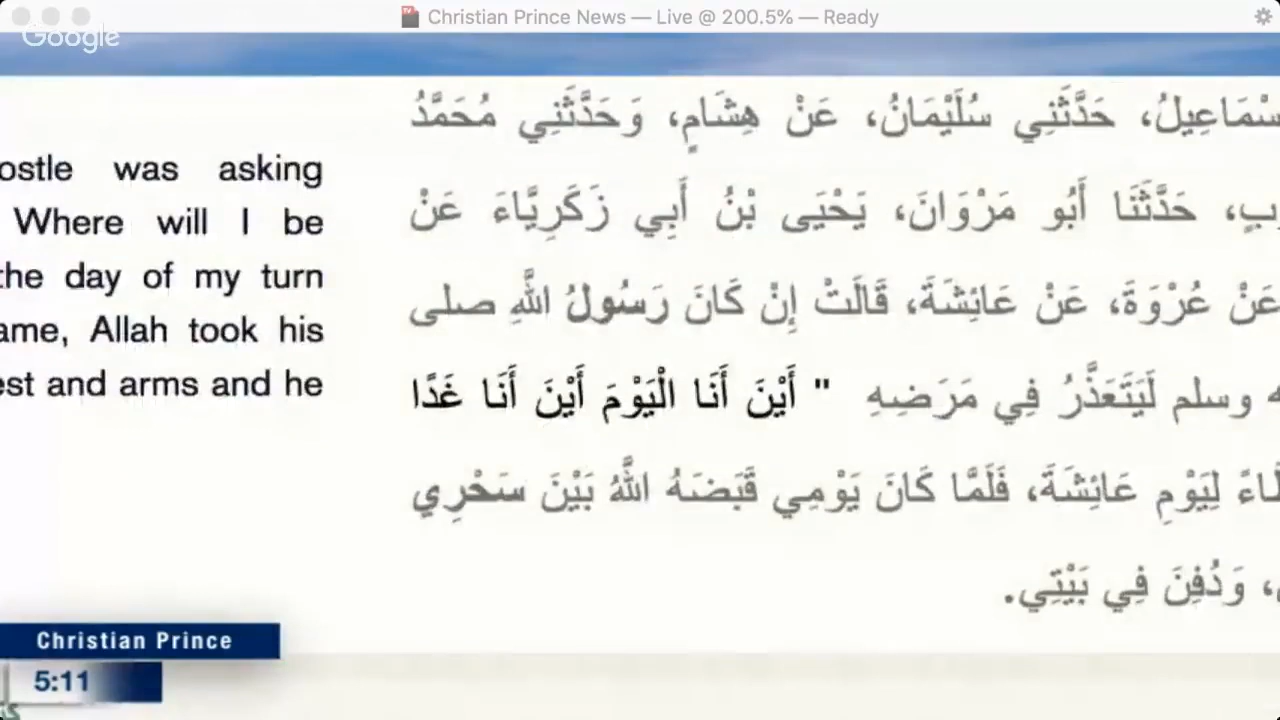 Christian Prince News — Live @ 200.5% — Ready
Google
ostle was asking
Where will I be
the day of my turn
ame, Allah took his
est and arms and he
سْمَاعِيلُ، حَدَّثَنِي سُلَيْمَانُ، عَنْ هِشَامٍ، وَحَدَّثَنِي مُحَمَّدُ
رْبٍ، حَدَّثَنَا أَبُو مَرْوَانَ، يَحْيَى بْنُ أَبِي زَكَرِيَّاءَ عَنْ
عَنْ عُرْوَةَ، عَنْ عَائِشَةَ، قَالَتْ إِنْ كَانَ رَسُولُ اللَّهِ صلى
ه وسلم لَيَتَعَذَّرُ فِي مَرَضِهِ " أَيْنَ أَنَا الْيَوْمَ أَيْنَ أَنَا غَدًا
لِيَوْمِ عَائِشَةَ، فَلَمَّا كَانَ يَوْمِي قَبَضَهُ اللَّهُ بَيْنَ سَحْرِي
، وَدُفِنَ فِي بَيْتِي.
Christian Prince
5:11